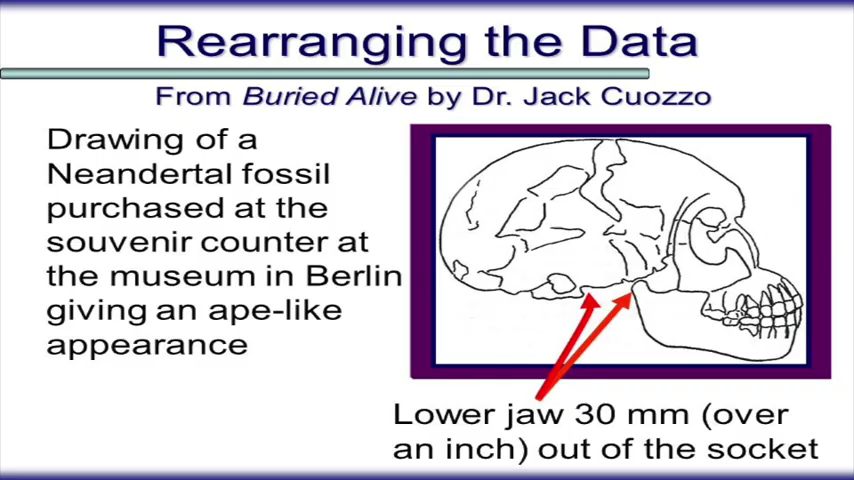 Rearranging the Data
From Buried Alive by Dr. Jack Cuozzo
Drawing of a
Neandertal fossil
purchased at the
souvenir counter at
the museum in Berlin
giving an ape-like
appearance
Lower jaw 30 mm (over
an inch) out of the socket